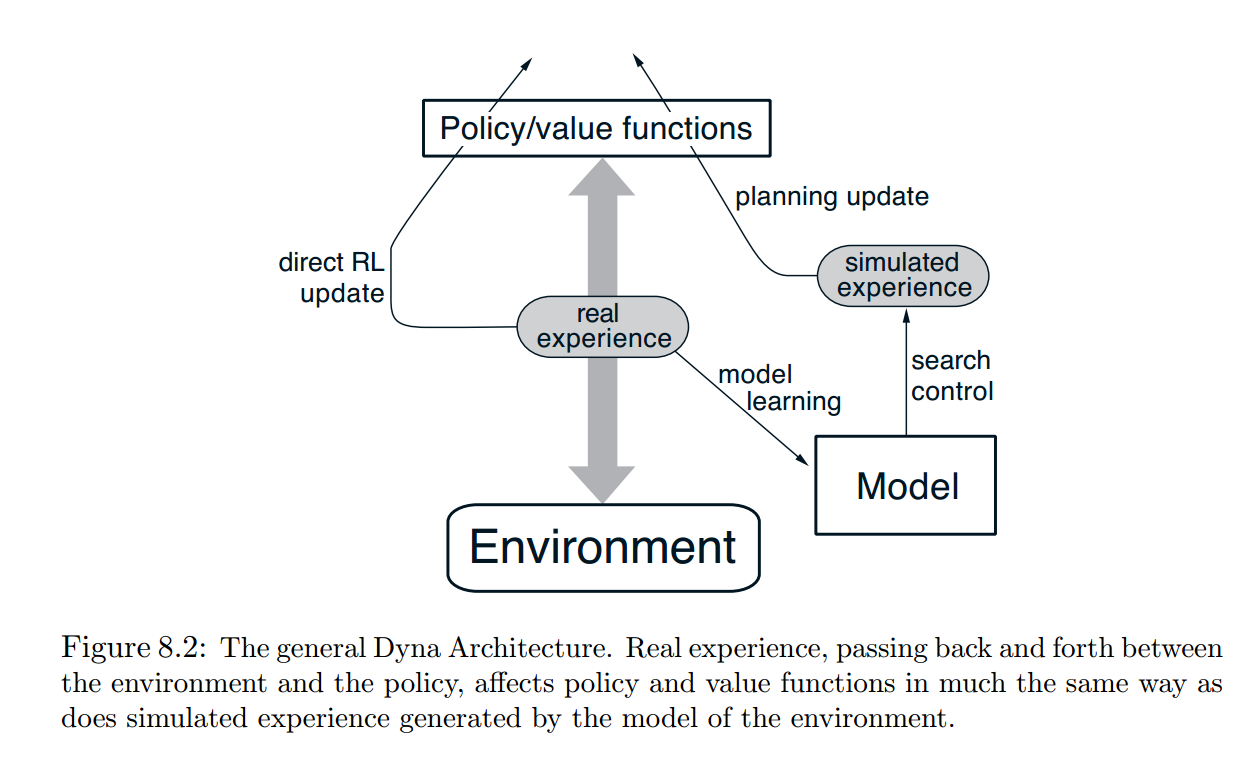 Policy/value functions
planning update
direct RL
update
simulated
experience
real
experience
model
learning
search
control
Model
Environment
Figure 8.2: The general Dyna Architecture. Real experience, passing back and forth between
the environment and the policy, affects policy and value functions in much the same way as
does simulated experience generated by the model of the environment.